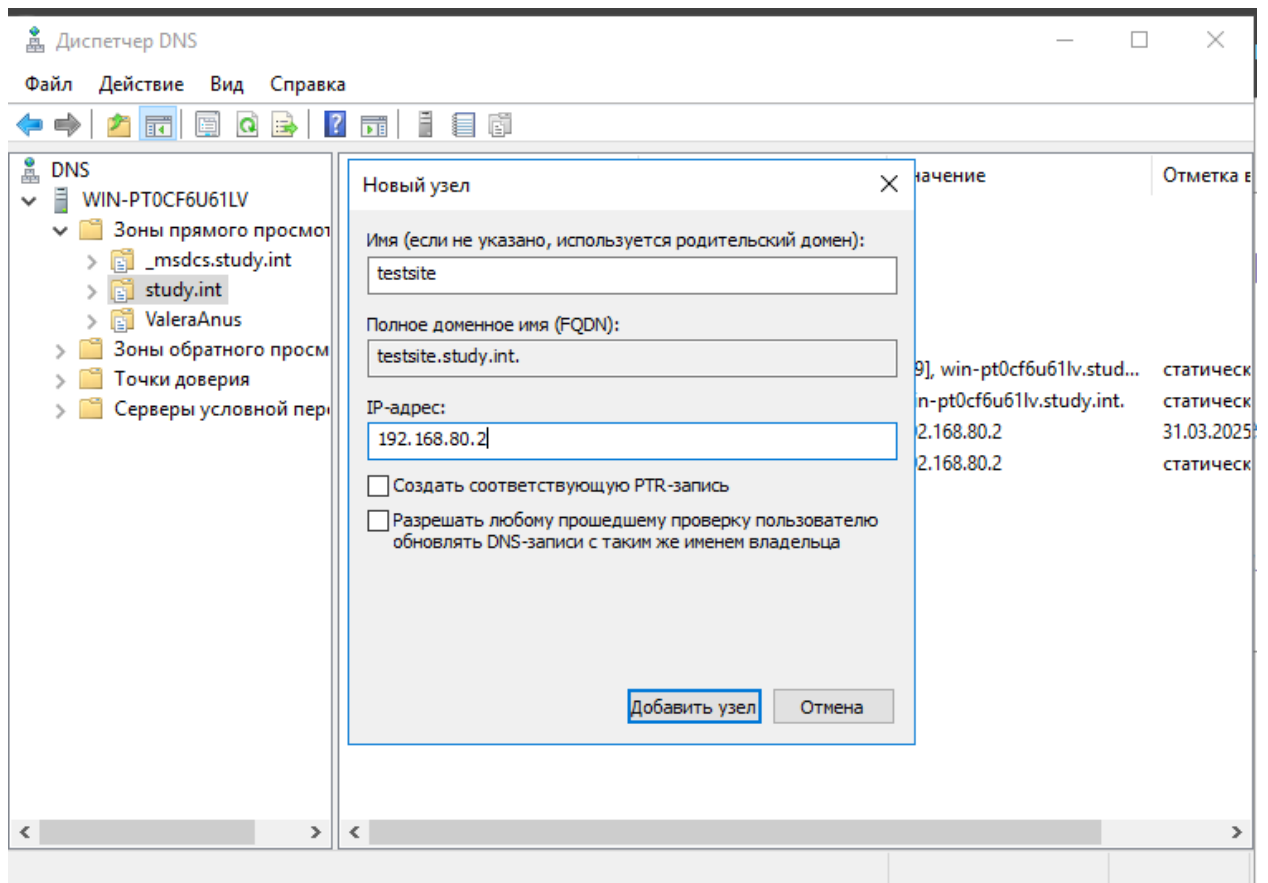 Диспетчер DNS
Файл Действие Вид Справка
DNS
WIN-PT0CF6U61LV
Зоны прямого просмот
_msdcs.study.int
study.int
ValeraAnus
Зоны обратного просм
Точки доверия
Серверы условной пер
начение
Отметка в
9], win-pt0cf6u61lv.stud... статическ
n-pt0cf6u61lv.study.int. статическ
2.168.80.2 31.03.2025
2.168.80.2 статическ
Новый узел
Имя (если не указано, используется родительский домен):
testsite
Полное доменное имя (FQDN):
testsite.study.int.
IP-адрес:
192.168.80.2
Создать соответствующую PTR-запись
Разрешать любому прошедшему проверку пользователю
обновлять DNS-записи с таким же именем владельца
Добавить узел Отмена